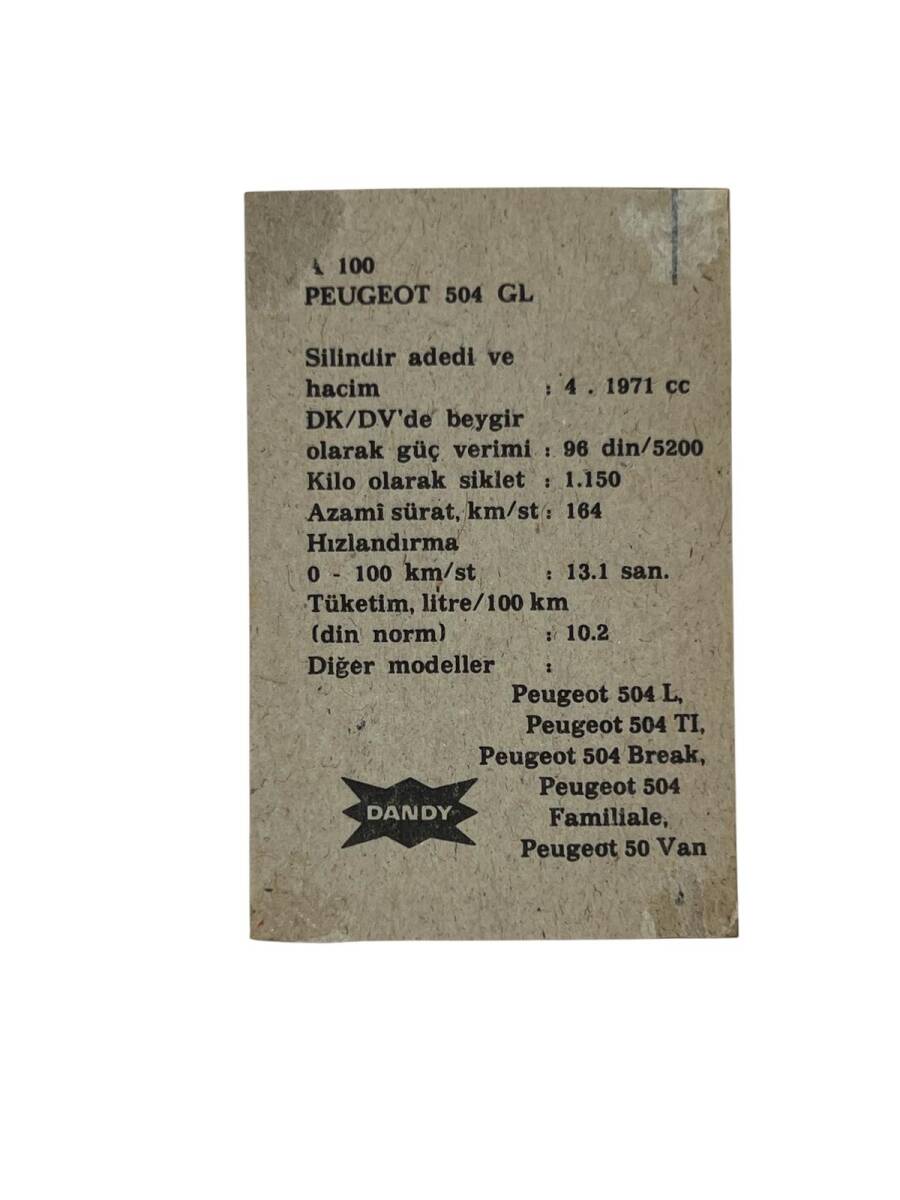 A 100
PEUGEOT 504 GL
Silindir adedi ve
hacim : 4 . 1971 cc
DK/DV'de beygir
olarak güç verimi : 96 din/5200
Kilo olarak siklet : 1.150
Azamî sürat, km/st : 164
Hızlandırma
0 - 100 km/st : 13.1 san.
Tüketim, litre/100 km
(din norm) : 10.2
Diğer modeller :
Peugeot 504 L,
Peugeot 504 TI,
Peugeot 504 Break,
Peugeot 504
Familiale,
Peugeot 50 Van
DANDY